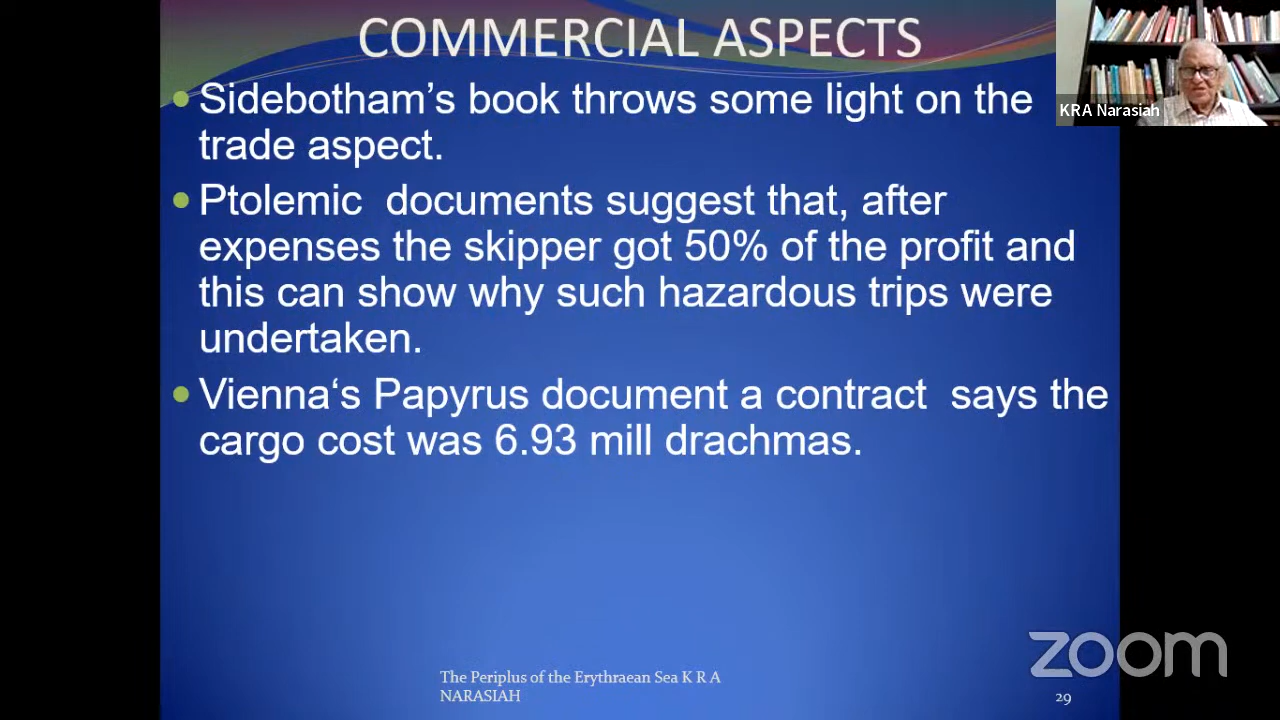 COMMERCIAL ASPECTS
KRA Narasiah
Sidebotham’s book throws some light on the
trade aspect.
Ptolemic documents suggest that, after
expenses the skipper got 50% of the profit and
this can show why such hazardous trips were
undertaken.
Vienna‘s Papyrus document a contract says the
cargo cost was 6.93 mill drachmas.
zoom
The Periplus of the Erythraean Sea K R A
NARASIAH
29